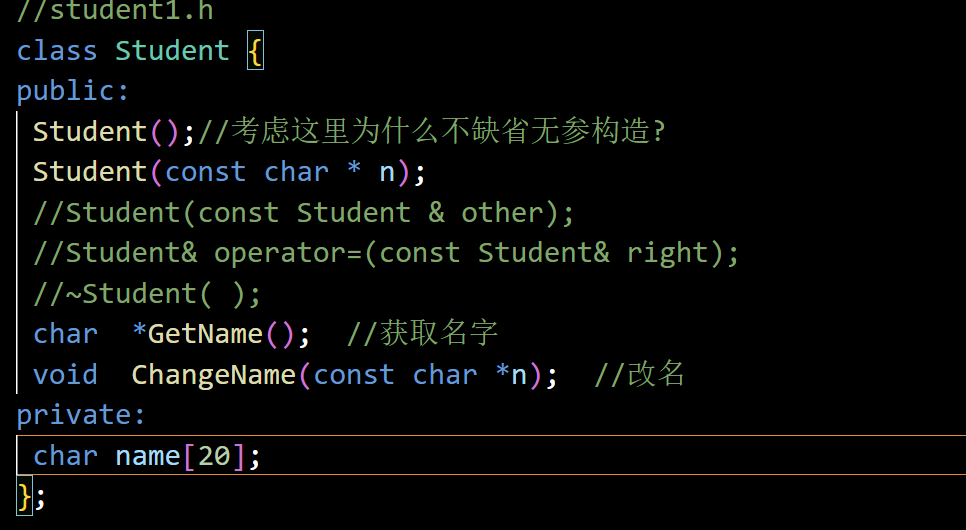 //student1.h
class Student {
public:
 Student();//考虑这里为什么不缺省无参构造?
 Student(const char * n);
 //Student(const Student & other);
 //Student& operator=(const Student& right);
 //~Student( );
 char  *GetName();  //获取名字
 void  ChangeName(const char *n);  //改名
private:
 char name[20];
};